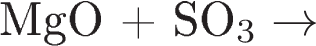 MgO + SO₃ →